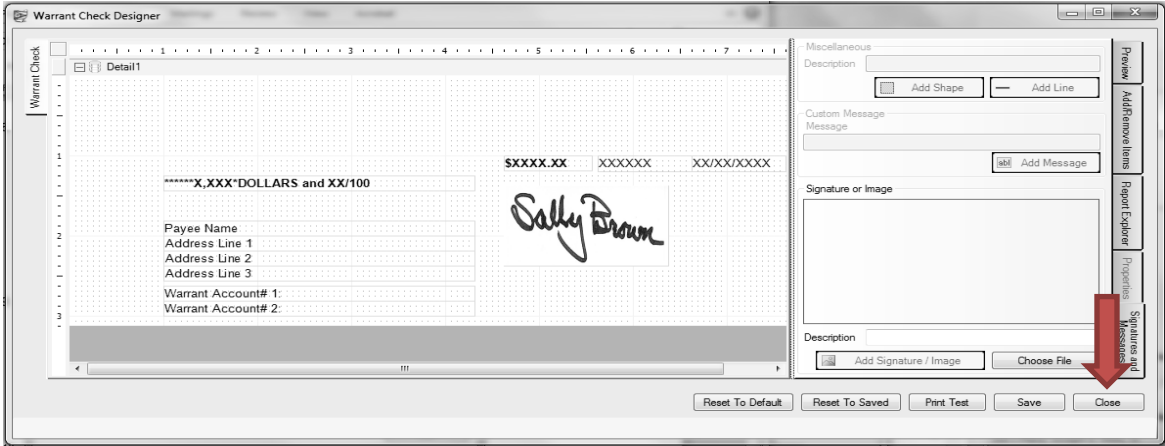 Warrant Check Designer
Warrant Check
1 2 3 4 5 6 7
Detail1
1
2
3
$XXXX.XX XXXXXX XX/XX/XXXX
******X,XXX*DOLLARS and XX/100
Sally Brown
Payee Name
Address Line 1
Address Line 2
Address Line 3
Warrant Account# 1:
Warrant Account# 2:
Miscellaneous
Description
Add Shape
Add Line
Custom Message
Message
abl Add Message
Signature or Image
Description
Add Signature / Image
Choose File
Preview
Add/Remove Items
Report Explorer
Properties
Signatures and
Messages
Reset To Default
Reset To Saved
Print Test
Save
Close